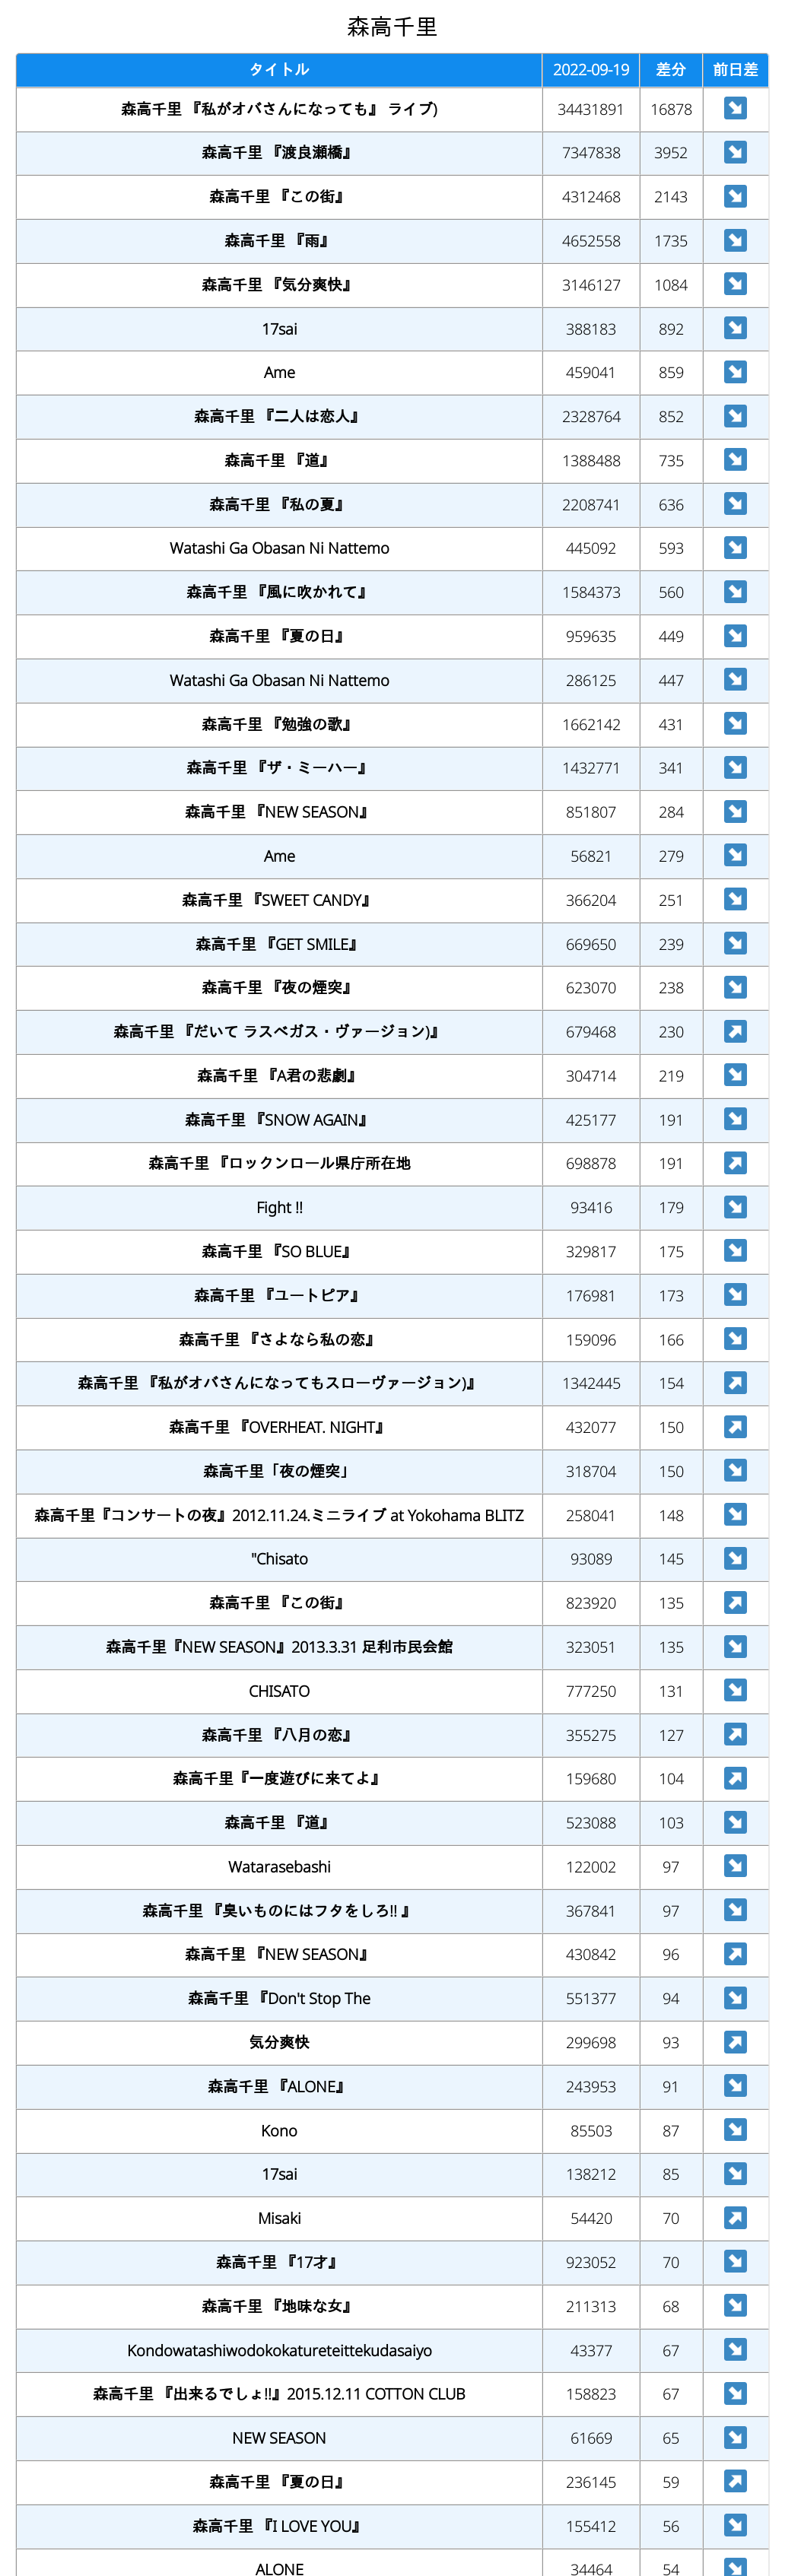 森高千里
タイトル 2022-09-19 差分 前日差
森高千里 『私がオバさんになっても』 ライブ) 34431891 16878
森高千里 『渡良瀬橋』 7347838 3952
森高千里 『この街』 4312468 2143
森高千里 『雨』 4652558 1735
森高千里 『気分爽快』 3146127 1084
17sai 388183 892
Ame 459041 859
森高千里 『二人は恋人』 2328764 852
森高千里 『道』 1388488 735
森高千里 『私の夏』 2208741 636
Watashi Ga Obasan Ni Nattemo 445092 593
森高千里 『風に吹かれて』 1584373 560
森高千里 『夏の日』 959635 449
Watashi Ga Obasan Ni Nattemo 286125 447
森高千里 『勉強の歌』 1662142 431
森高千里 『ザ・ミーハー』 1432771 341
森高千里 『NEW SEASON』 851807 284
Ame 56821 279
森高千里 『SWEET CANDY』 366204 251
森高千里 『GET SMILE』 669650 239
森高千里 『夜の煙突』 623070 238
森高千里 『だいて ラスベガス・ヴァージョン)』 679468 230
森高千里 『A君の悲劇』 304714 219
森高千里 『SNOW AGAIN』 425177 191
森高千里 『ロックンロール県庁所在地 698878 191
Fight !! 93416 179
森高千里 『SO BLUE』 329817 175
森高千里 『ユートピア』 176981 173
森高千里 『さよなら私の恋』 159096 166
森高千里 『私がオバさんになってもスローヴァージョン)』 1342445 154
森高千里 『OVERHEAT. NIGHT』 432077 150
森高千里「夜の煙突」 318704 150
森高千里『コンサートの夜』2012.11.24.ミニライブ at Yokohama BLITZ 258041 148
"Chisato 93089 145
森高千里 『この街』 823920 135
森高千里『NEW SEASON』2013.3.31 足利市民会館 323051 135
CHISATO 777250 131
森高千里 『八月の恋』 355275 127
森高千里『一度遊びに来てよ』 159680 104
森高千里 『道』 523088 103
Watarasebashi 122002 97
森高千里 『臭いものにはフタをしろ!! 』 367841 97
森高千里 『NEW SEASON』 430842 96
森高千里 『Don't Stop The 551377 94
気分爽快 299698 93
森高千里 『ALONE』 243953 91
Kono 85503 87
17sai 138212 85
Misaki 54420 70
森高千里 『17才』 923052 70
森高千里 『地味な女』 211313 68
Kondowatashiwodokokatureteittekudasaiyo 43377 67
森高千里 『出来るでしょ!!』2015.12.11 COTTON CLUB 158823 67
NEW SEASON 61669 65
森高千里 『夏の日』 236145 59
森高千里 『I LOVE YOU』 155412 56
ALONE 34464 54